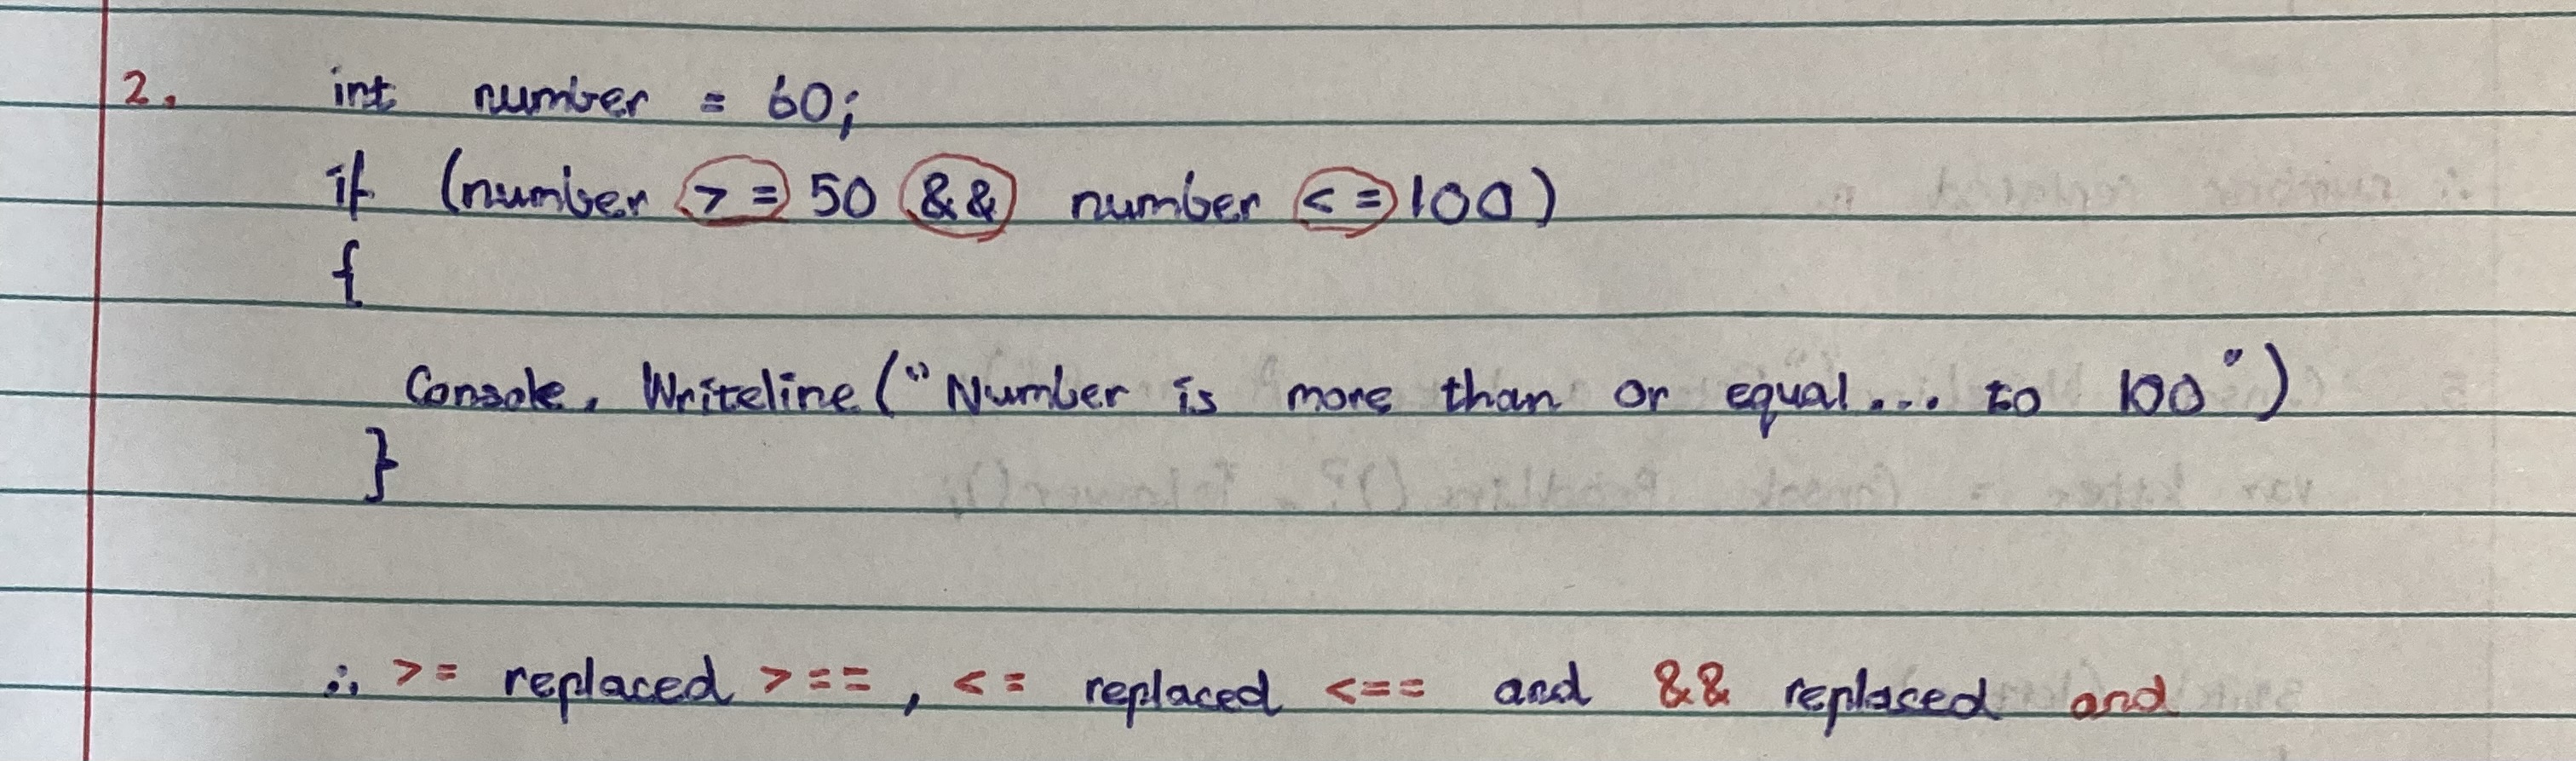 2. int number = 60;
if (number >= 50 && number <= 100)
{
Console. Writeline ("Number is more than or equal... to 100")
}
∴ >= replaced >==, <= replaced <== and && replaced and